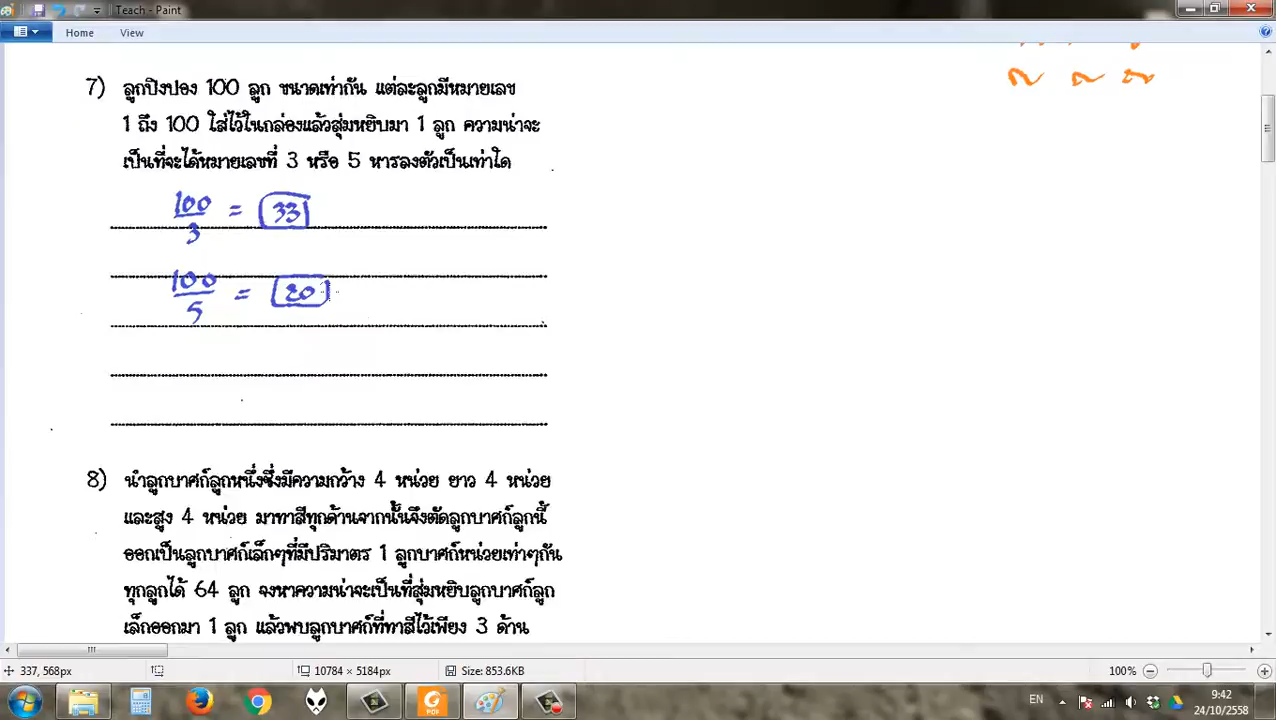 Teach - Paint
Home View
7) ลูกปิงปอง 100 ลูก ขนาดเท่ากัน แต่ละลูกมีหมายเลข
1 ถึง 100 ใส่ไว้ในกล่องแล้วสุ่มหยิบมา 1 ลูก ความน่าจะ
เป็นที่จะได้หมายเลขที่ 3 หรือ 5 หารลงตัวเป็นเท่าใด
100/3 = 33
100/5 = 20
8) นำลูกบาศก์ลูกหนึ่งซึ่งมีความกว้าง 4 หน่วย ยาว 4 หน่วย
และสูง 4 หน่วย มาทาสีทุกด้านจากนั้นจึงตัดลูกบาศก์ลูกนี้
ออกเป็นลูกบาศก์เล็กๆที่มีปริมาตร 1 ลูกบาศก์หน่วยเท่าๆกัน
ทุกลูกได้ 64 ลูก จงหาความน่าจะเป็นที่สุ่มหยิบลูกบาศก์ลูก
เล็กออกมา 1 ลูก แล้วพบลูกบาศก์ที่ทาสีไว้เพียง 3 ด้าน
337, 568px 10784 × 5184px Size: 853.6KB 100%
PDF
EN
9:42
24/10/2558